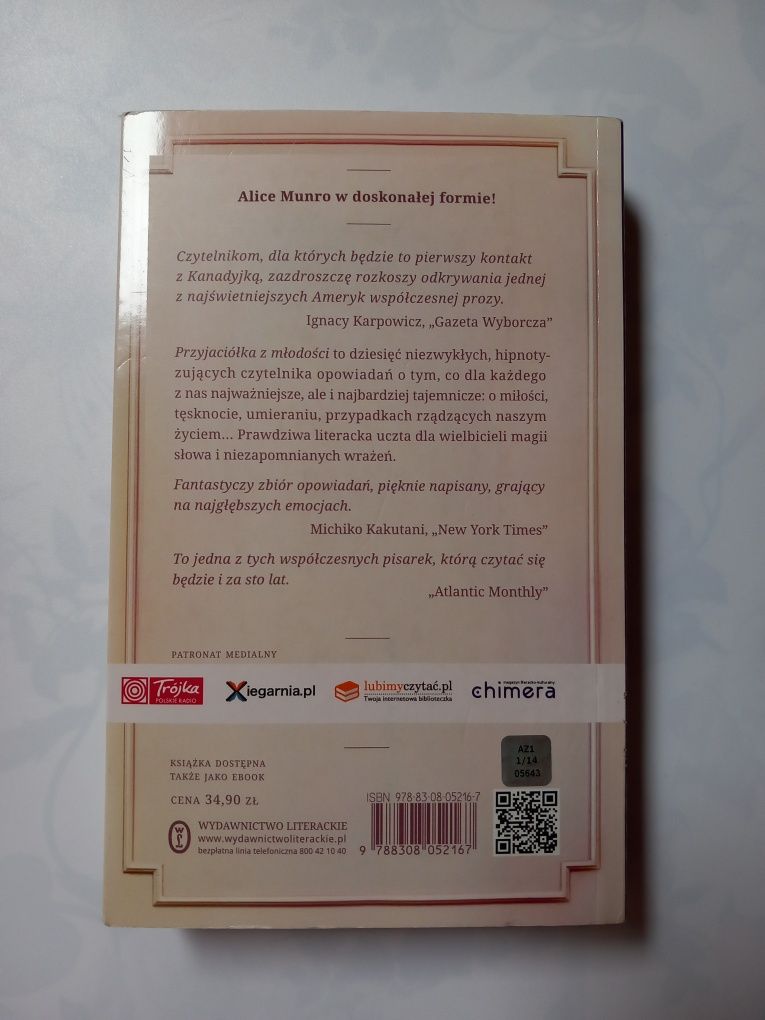 Alice Munro w doskonałej formie!
Czytelnikom, dla których będzie to pierwszy kontakt
z Kanadyjką, zazdroszczę rozkoszy odkrywania jednej
z najświetniejszych Ameryk współczesnej prozy.
Ignacy Karpowicz, „Gazeta Wyborcza”
Przyjaciółka z młodości to dziesięć niezwykłych, hipnoty-
zujących czytelnika opowiadań o tym, co dla każdego
z nas najważniejsze, ale i najbardziej tajemnicze: o miłości,
tęsknocie, umieraniu, przypadkach rządzących naszym
życiem... Prawdziwa literacka uczta dla wielbicieli magii
słowa i niezapomnianych wrażeń.
Fantastyczy zbiór opowiadań, pięknie napisany, grający
na najgłębszych emocjach.
Michiko Kakutani, „New York Times”
To jedna z tych współczesnych pisarek, którą czytać się
będzie i za sto lat.
„Atlantic Monthly”
PATRONAT MEDIALNY
Trójka
POLSKIE RADIO
Xiegarnia.pl
lubimyczytać.pl
Twoja internetowa biblioteczka
magazyn literacko-kulturalny
chimera
KSIĄŻKA DOSTĘPNA
TAKŻE JAKO EBOOK
CENA 34,90 ZŁ
WYDAWNICTWO LITERACKIE
www.wydawnictwoliterackie.pl
bezpłatna linia telefoniczna 800 42 10 40
ISBN 978-83-08-05216-7
9 788308 052167
AZ1
1/14
05643